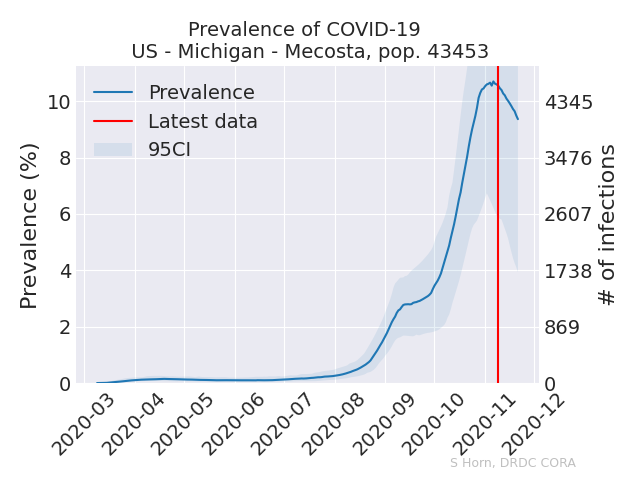 Prevalence of COVID-19
US - Michigan - Mecosta, pop. 43453
Prevalence
Latest data
95CI
Prevalence (%)
10
8
6
4
2
0
# of infections
4345
3476
2607
1738
869
0
2020-03
2020-04
2020-05
2020-06
2020-07
2020-08
2020-09
2020-10
2020-11
2020-12
S Horn, DRDC CORA